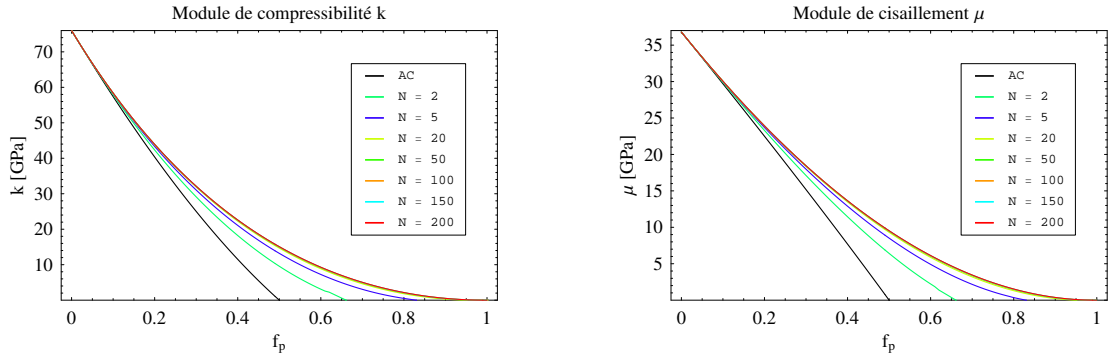 Module de compressibilité k
k [GPa]
70
60
50
40
30
20
10
0
0.2
0.4
0.6
0.8
1
f_p
AC
N = 2
N = 5
N = 20
N = 50
N = 100
N = 150
N = 200
Module de cisaillement μ
μ [GPa]
35
30
25
20
15
10
5
0
0.2
0.4
0.6
0.8
1
f_p
AC
N = 2
N = 5
N = 20
N = 50
N = 100
N = 150
N = 200